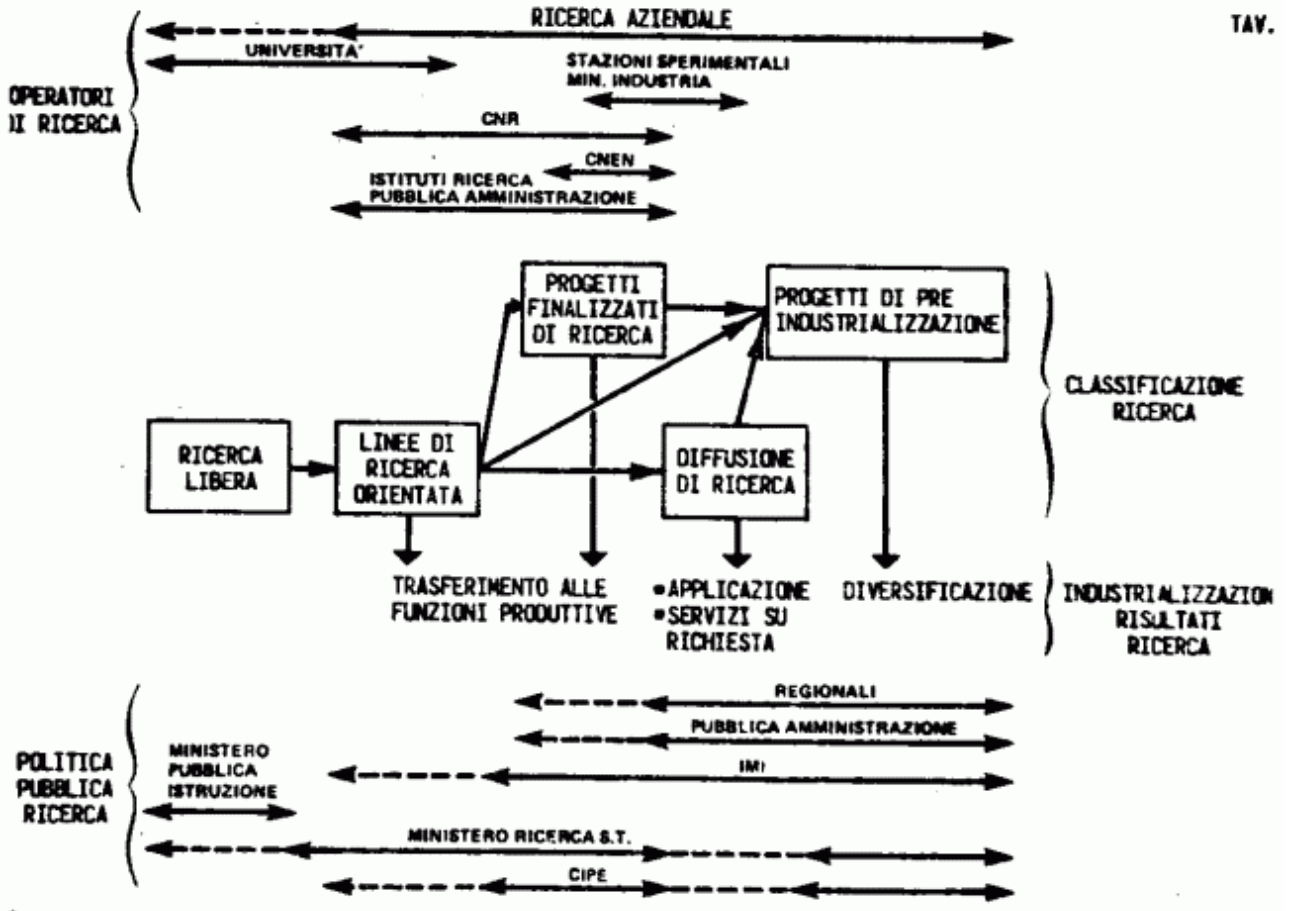 RICERCA AZIENDALE
TAV.
UNIVERSITA'
STAZIONI SPERIMENTALI
MIN. INDUSTRIA
OPERATORI
DI RICERCA
CNR
CNEN
ISTITUTI RICERCA
PUBBLICA AMMINISTRAZIONE
PROGETTI
FINALIZZATI
DI RICERCA
PROGETTI DI PRE
INDUSTRIALIZZAZIONE
CLASSIFICAZIONE
RICERCA
RICERCA
LIBERA
LINEE DI
RICERCA
ORIENTATA
DIFFUSIONE
DI RICERCA
TRASFERIMENTO ALLE
FUNZIONI PRODUTTIVE
•APPLICAZIONE
•SERVIZI SU
RICHIESTA
DIVERSIFICAZIONE
INDUSTRIALIZZAZION
RISULTATI
RICERCA
REGIONALI
PUBBLICA AMMINISTRAZIONE
IMI
POLITICA
PUBBLICA
RICERCA
MINISTERO
PUBBLICA
ISTRUZIONE
MINISTERO RICERCA S.T.
CIPE